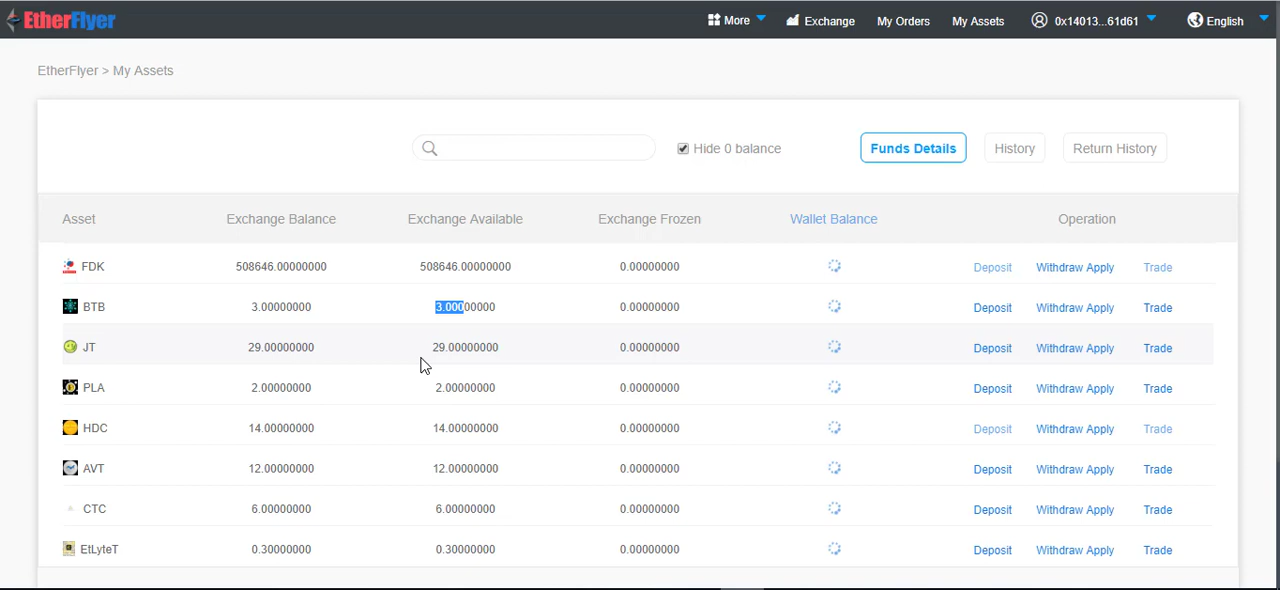 EtherFlyer More Exchange My Orders My Assets 0x14013...61d61 English
EtherFlyer > My Assets
Hide 0 balance Funds Details History Return History
Asset Exchange Balance Exchange Available Exchange Frozen Wallet Balance Operation
FDK 508646.00000000 508646.00000000 0.00000000 Deposit Withdraw Apply Trade
BTB 3.00000000 3.00000000 0.00000000 Deposit Withdraw Apply Trade
JT 29.00000000 29.00000000 0.00000000 Deposit Withdraw Apply Trade
PLA 2.00000000 2.00000000 0.00000000 Deposit Withdraw Apply Trade
HDC 14.00000000 14.00000000 0.00000000 Deposit Withdraw Apply Trade
AVT 12.00000000 12.00000000 0.00000000 Deposit Withdraw Apply Trade
CTC 6.00000000 6.00000000 0.00000000 Deposit Withdraw Apply Trade
EtLyteT 0.30000000 0.30000000 0.00000000 Deposit Withdraw Apply Trade